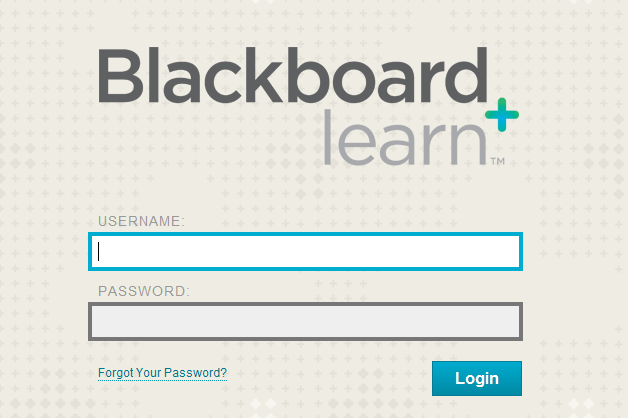 Blackboard
learn+™
USERNAME:
PASSWORD:
Forgot Your Password?
Login